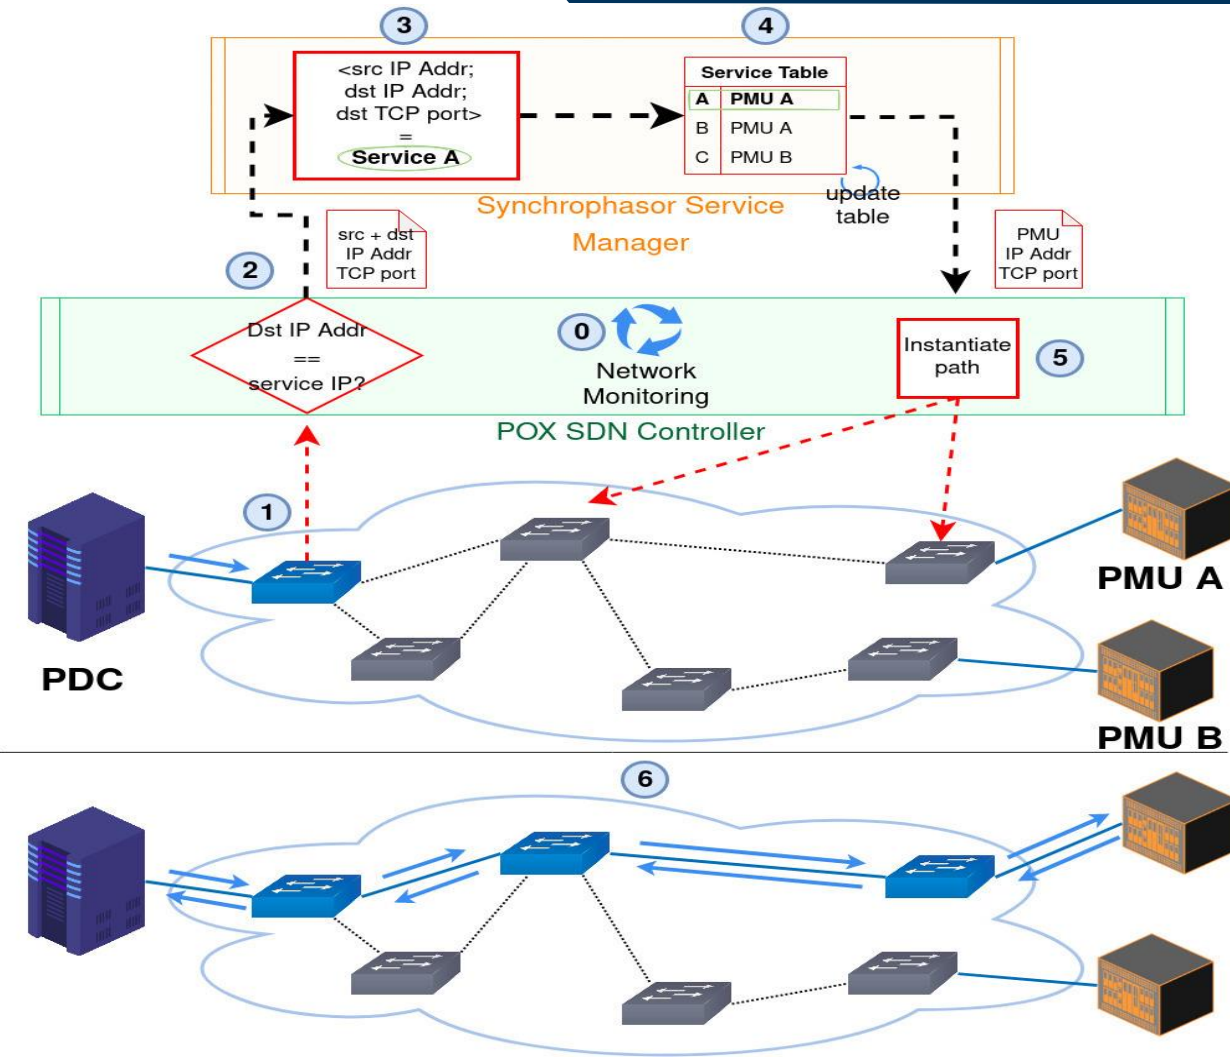 3
4
<src IP Addr;
dst IP Addr;
dst TCP port>
=
Service A
Service Table
A PMU A
B PMU A
C PMU B
update
table
Synchrophasor Service
Manager
src + dst
IP Addr
TCP port
PMU
IP Addr
TCP port
2
Dst IP Addr
==
service IP?
0
Network
Monitoring
Instantiate
path
5
POX SDN Controller
1
PDC
PMU A
PMU B
6